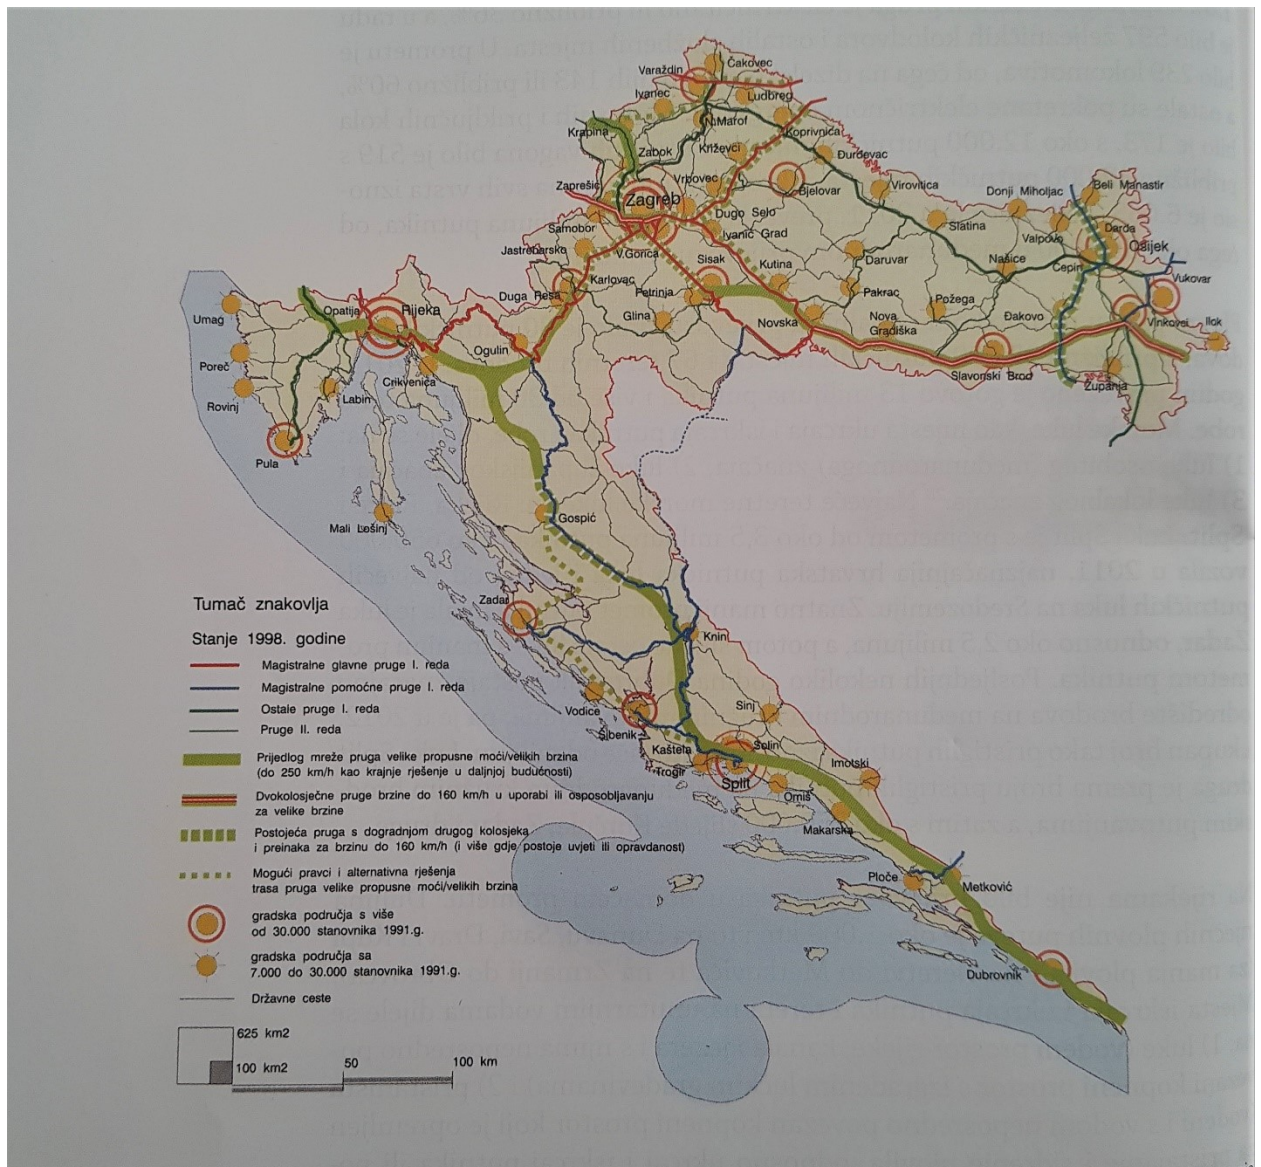 Varaždin
Čakovec
Ivanec
Ludbreg
N.Marof
Krapina
Koprivnica
Zabok
Križevci
Đurđevac
Vrbovec
Zaprešić
Bjelovar
Virovitica
Donji Miholjac
Beli Manastir
Zagreb
Dugo Selo
Samobor
Ivanić Grad
Slatina
Valpovo
Darda
Osijek
Jastrebarsko
V.Gorica
Sisak
Kutina
Daruvar
Našice
Čepin
Vukovar
Karlovac
Duga Resa
Petrinja
Pakrac
Požega
Umag
Opatija
Rijeka
Glina
Novska
Nova
Gradiška
Đakovo
Vinkovci
Ilok
Ogulin
Poreč
Crikvenica
Slavonski Brod
Županja
Rovinj
Labin
Pula
Mali Lošinj
Gospić
Zadar
Knin
Vodice
Šibenik
Sinj
Kaštela
Solin
Trogir
Split
Imotski
Omiš
Makarska
Ploče
Metković
Dubrovnik
Tumač znakovlja
Stanje 1998. godine
Magistralne glavne pruge I. reda
Magistralne pomoćne pruge I. reda
Ostale pruge I. reda
Pruge II. reda
Prijedlog mreže pruga velike propusne moći/velikih brzina
(do 250 km/h kao krajnje rješenje u daljnjoj budućnosti)
Dvokolosječne pruge brzine do 160 km/h u uporabi ili osposobljavanju
za velike brzine
Postojeća pruga s dogradnjom drugog kolosjeka
i preinaka za brzinu do 160 km/h (i više gdje postoje uvjeti ili opravdanost)
Mogući pravci i alternativna rješenja
trasa pruga velike propusne moći/velikih brzina
gradska područja s više
od 30.000 stanovnika 1991.g.
gradska područja sa
7.000 do 30.000 stanovnika 1991.g.
Državne ceste
625 km2
100 km2
50
100 km